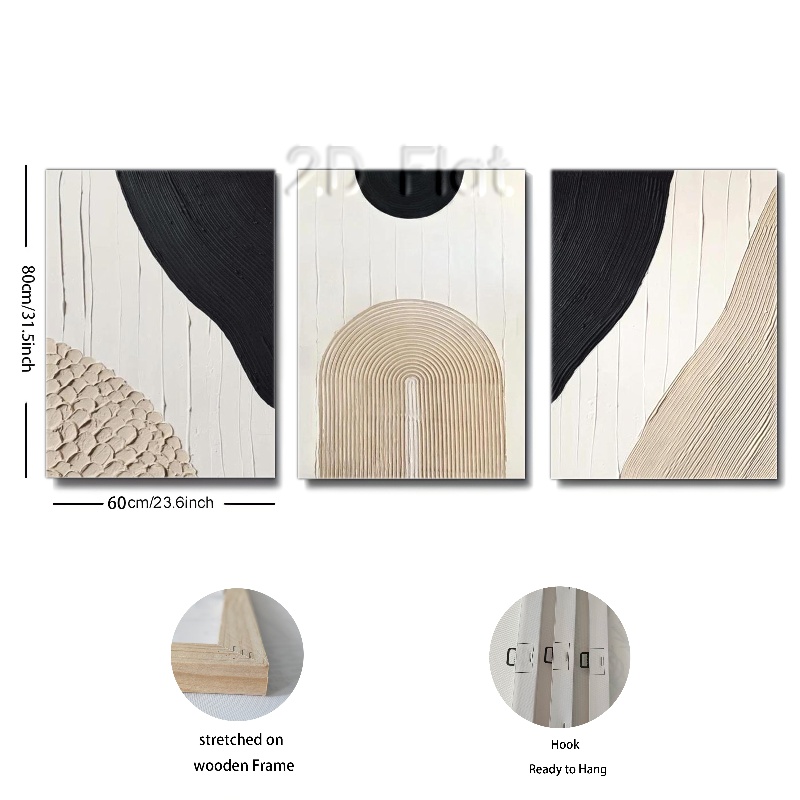 2D Flat
80cm/31.5inch
60cm/23.6inch
stretched on
wooden Frame
Hook
Ready to Hang